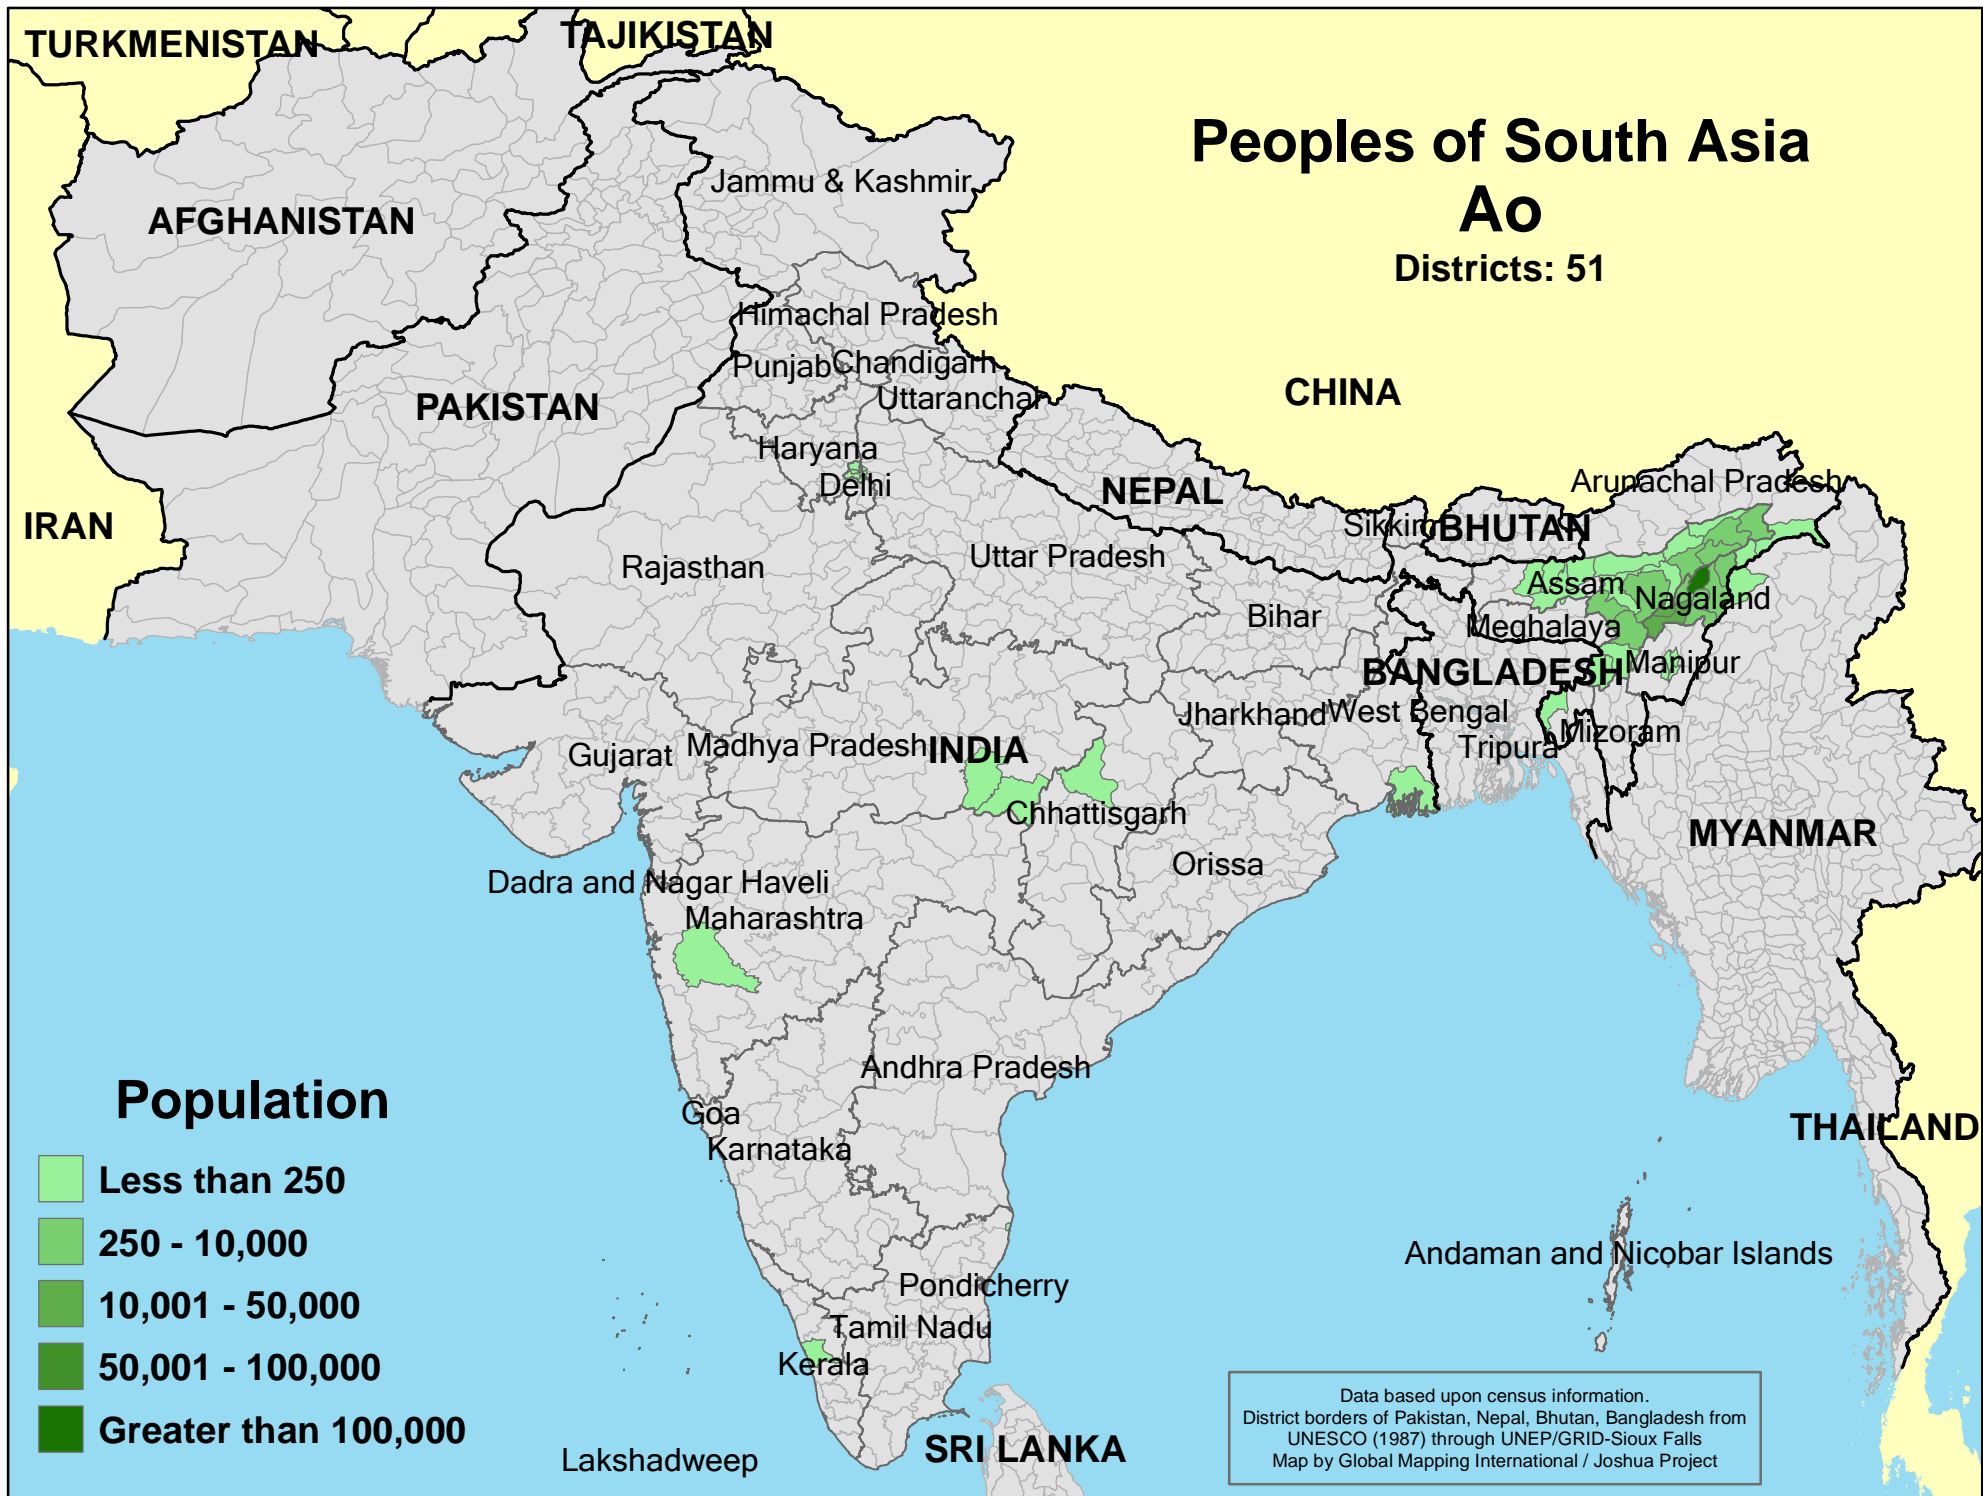 TURKMENISTAN
TAJIKISTAN
Peoples of South Asia
Ao
Districts: 51
Jammu & Kashmir
AFGHANISTAN
Himachal Pradesh
Punjab
Chandigarh
Uttaranchal
PAKISTAN
CHINA
Haryana
Delhi
NEPAL
Arunachal Pradesh
IRAN
Sikkim
BHUTAN
Rajasthan
Uttar Pradesh
Assam
Nagaland
Bihar
Meghalaya
BANGLADESH
Manipur
Jharkhand
West Bengal
Gujarat
Madhya Pradesh
INDIA
Tripura
Mizoram
Chhattisgarh
MYANMAR
Orissa
Dadra and Nagar Haveli
Maharashtra
Andhra Pradesh
Population
Goa
Karnataka
THAILAND
Less than 250
250 - 10,000
10,001 - 50,000
50,001 - 100,000
Greater than 100,000
Andaman and Nicobar Islands
Pondicherry
Tamil Nadu
Kerala
Lakshadweep
SRI LANKA
Data based upon census information.
District borders of Pakistan, Nepal, Bhutan, Bangladesh from
UNESCO (1987) through UNEP/GRID-Sioux Falls
Map by Global Mapping International / Joshua Project